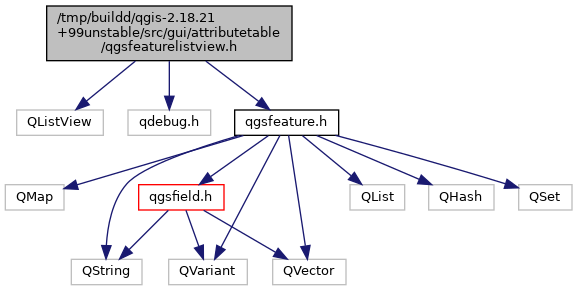 /tmp/buildd/qgis-2.18.21
+99unstable/src/gui/attributetable
/qgsfeaturelistview.h
QListView
qdebug.h
qgsfeature.h
QMap
qgsfield.h
QList
QHash
QSet
QString
QVariant
QVector